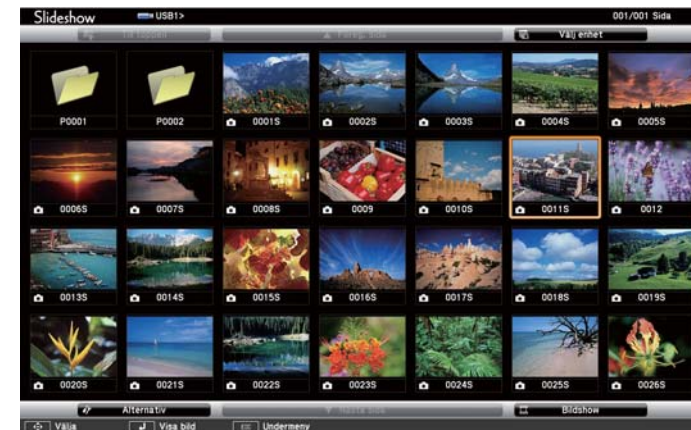 Slideshow USB1> 001/001 Sida
Till toppen Föreg. sida Välj enhet
P0001 P0002 0001S 0002S 0003S 0004S 0005S
0006S 0007S 0008S 0009 0010S 0011S 0012
0013S 0014S 0015S 0016S 0017S 0018S 0019S
0020S 0021S 0022S 0023S 0024S 0025S 0026S
Alternativ Nästa sida Bildshow
Välja Visa bild Undermeny